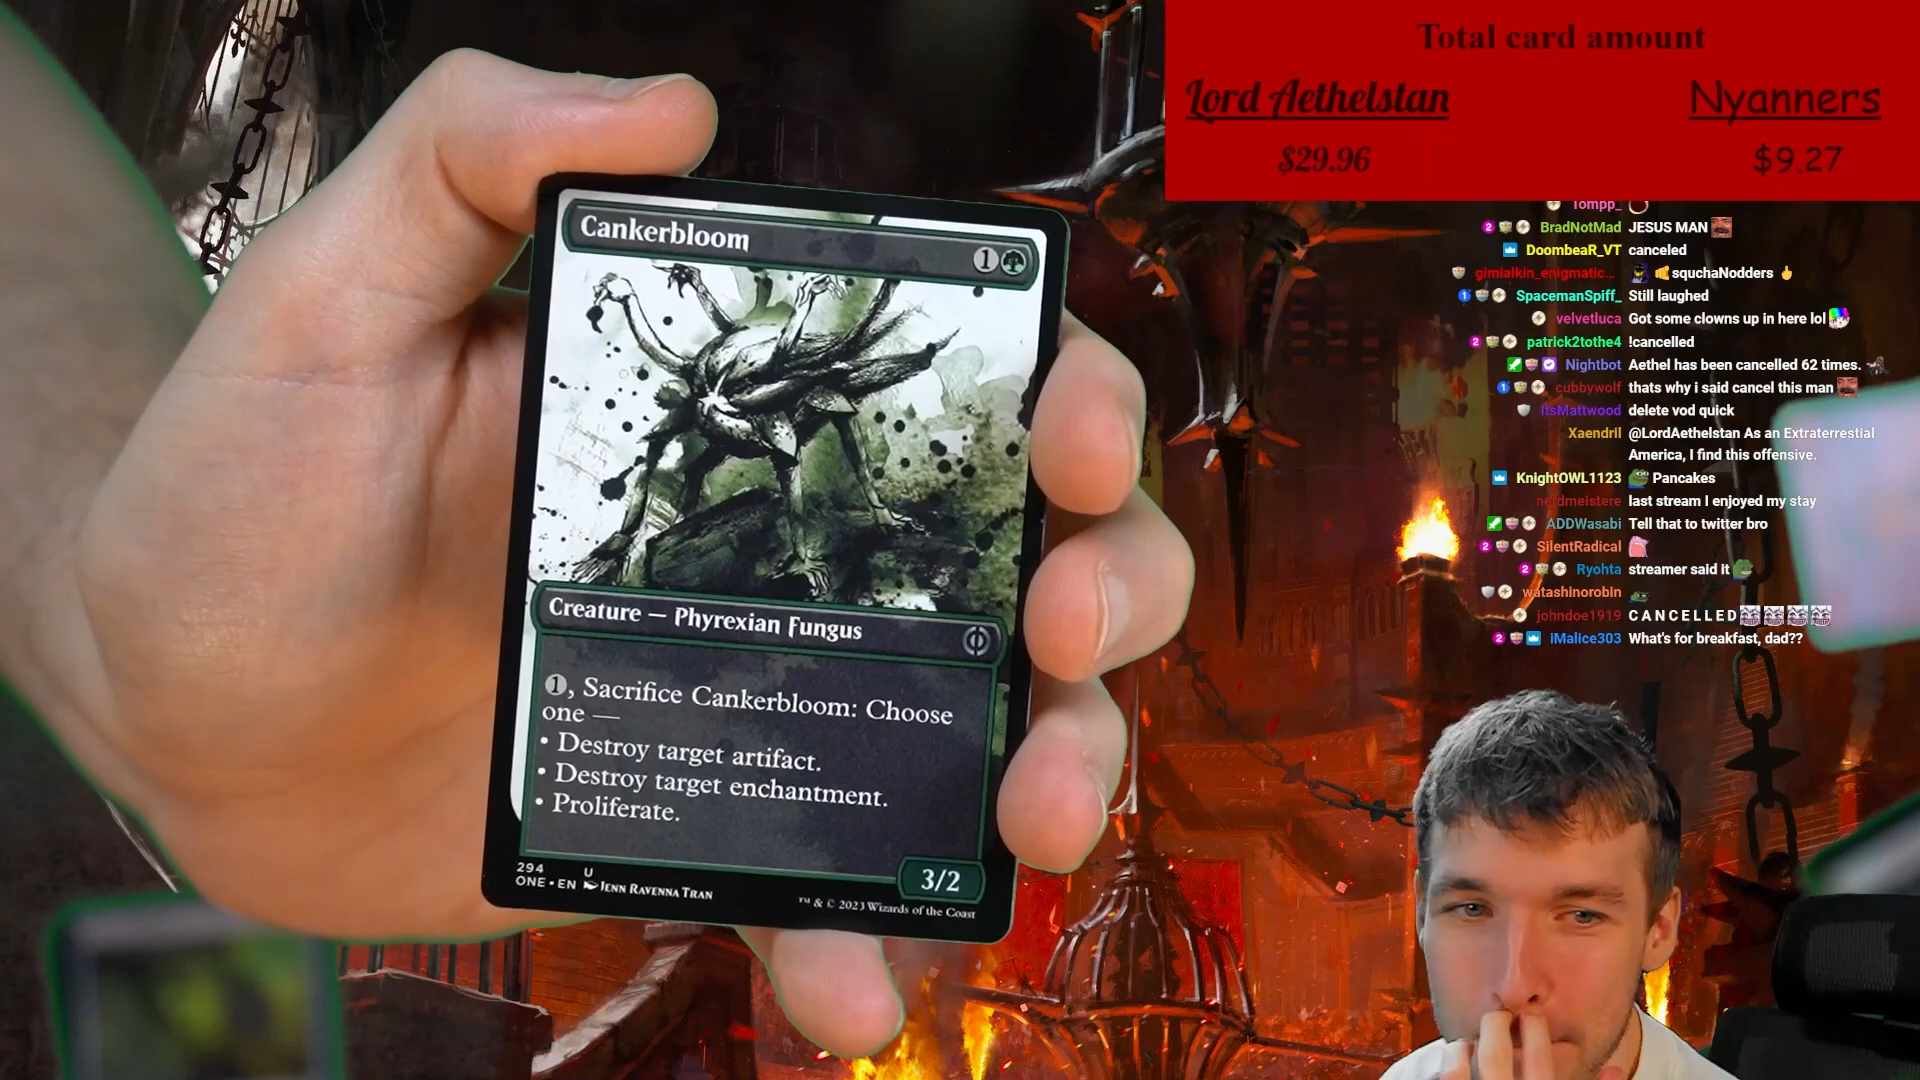 Total card amount
Lord Aethelstan Nyanners
$29.96 $9.27
Tompp_
BradNotMad JESUS MAN
DoombeaR_VT canceled
gimialkin_enigmatic... squchaNodders
SpacemanSpiff_ Still laughed
velvetluca Got some clowns up in here lol
patrick2tothe4 !cancelled
Nightbot Aethel has been cancelled 62 times.
cubbywolf thats why i said cancel this man
ItsMattwood delete vod quick
Xaendril @LordAethelstan As an Extraterrestial
America, I find this offensive.
KnightOWL1123 Pancakes
nerdmeistere last stream I enjoyed my stay
ADDWasabi Tell that to twitter bro
SilentRadical
Ryohta streamer said it
watashinorobin
johndoe1919 C A N C E L L E D
iMalice303 What's for breakfast, dad??
Cankerbloom 1
Creature — Phyrexian Fungus
1, Sacrifice Cankerbloom: Choose
one —
• Destroy target artifact.
• Destroy target enchantment.
• Proliferate.
3/2
294 U
ONE • EN Jenn Ravenna Tran
™ & © 2023 Wizards of the Coast